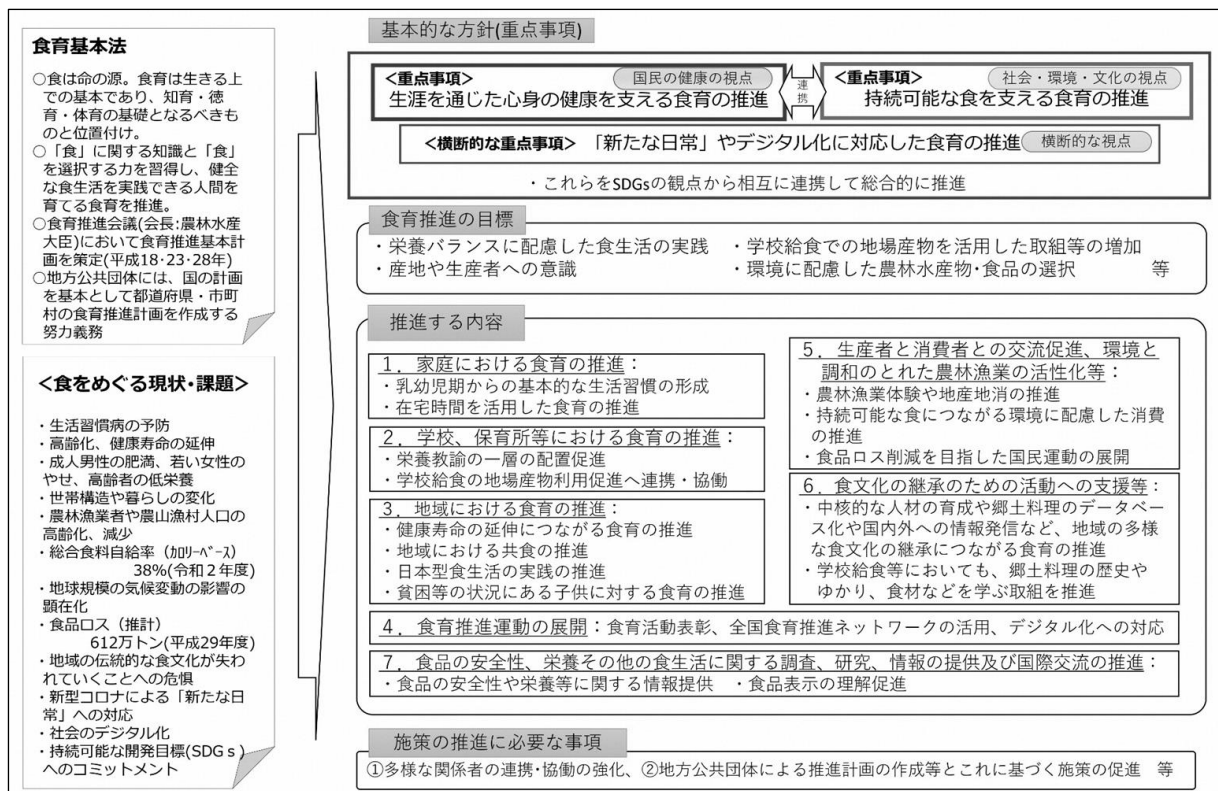 食育基本法
○食は命の源。食育は生きる上
での基本であり、知育・徳
育・体育の基礎となるべきも
のと位置付け。
○「食」に関する知識と「食」
を選択する力を習得し、健全
な食生活を実践できる人間を
育てる食育を推進。
○食育推進会議(会長:農林水産
大臣)において食育推進基本計
画を策定(平成18･23･28年)
○地方公共団体には、国の計画
を基本として都道府県・市町
村の食育推進計画を作成する
努力義務
＜食をめぐる現状･課題＞
・生活習慣病の予防
・高齢化、健康寿命の延伸
・成人男性の肥満、若い女性の
やせ、高齢者の低栄養
・世帯構造や暮らしの変化
・農林漁業者や農山漁村人口の
高齢化、減少
・総合食料自給率（ｶﾛﾘｰﾍﾞｰｽ）
38%(令和２年度)
・地球規模の気候変動の影響の
顕在化
・食品ロス（推計）
612万トン(平成29年度)
・地域の伝統的な食文化が失わ
れていくことへの危惧
・新型コロナによる「新たな日
常」への対応
・社会のデジタル化
・持続可能な開発目標(SDGｓ)
へのコミットメント
基本的な方針(重点事項)
＜重点事項＞
国民の健康の視点
生涯を通じた心身の健康を支える食育の推進
連携
＜重点事項＞
社会・環境・文化の視点
持続可能な食を支える食育の推進
＜横断的な重点事項＞ 「新たな日常」やデジタル化に対応した食育の推進 横断的な視点
・これらをSDGsの観点から相互に連携して総合的に推進
食育推進の目標
・栄養バランスに配慮した食生活の実践 ・学校給食での地場産物を活用した取組等の増加
・産地や生産者への意識 ・環境に配慮した農林水産物･食品の選択 等
推進する内容
１．家庭における食育の推進：
・乳幼児期からの基本的な生活習慣の形成
・在宅時間を活用した食育の推進
２．学校、保育所等における食育の推進：
・栄養教諭の一層の配置促進
・学校給食の地場産物利用促進へ連携・協働
３．地域における食育の推進：
・健康寿命の延伸につながる食育の推進
・地域における共食の推進
・日本型食生活の実践の推進
・貧困等の状況にある子供に対する食育の推進
５．生産者と消費者との交流促進、環境と
調和のとれた農林漁業の活性化等：
・農林漁業体験や地産地消の推進
・持続可能な食につながる環境に配慮した消費
の推進
・食品ロス削減を目指した国民運動の展開
６．食文化の継承のための活動への支援等：
・中核的な人材の育成や郷土料理のデータベー
ス化や国内外への情報発信など、地域の多様
な食文化の継承につながる食育の推進
・学校給食等においても、郷土料理の歴史や
ゆかり、食材などを学ぶ取組を推進
４．食育推進運動の展開：食育活動表彰、全国食育推進ネットワークの活用、デジタル化への対応
７．食品の安全性、栄養その他の食生活に関する調査、研究、情報の提供及び国際交流の推進：
・食品の安全性や栄養等に関する情報提供 ・食品表示の理解促進
施策の推進に必要な事項
①多様な関係者の連携･協働の強化、②地方公共団体による推進計画の作成等とこれに基づく施策の促進 等